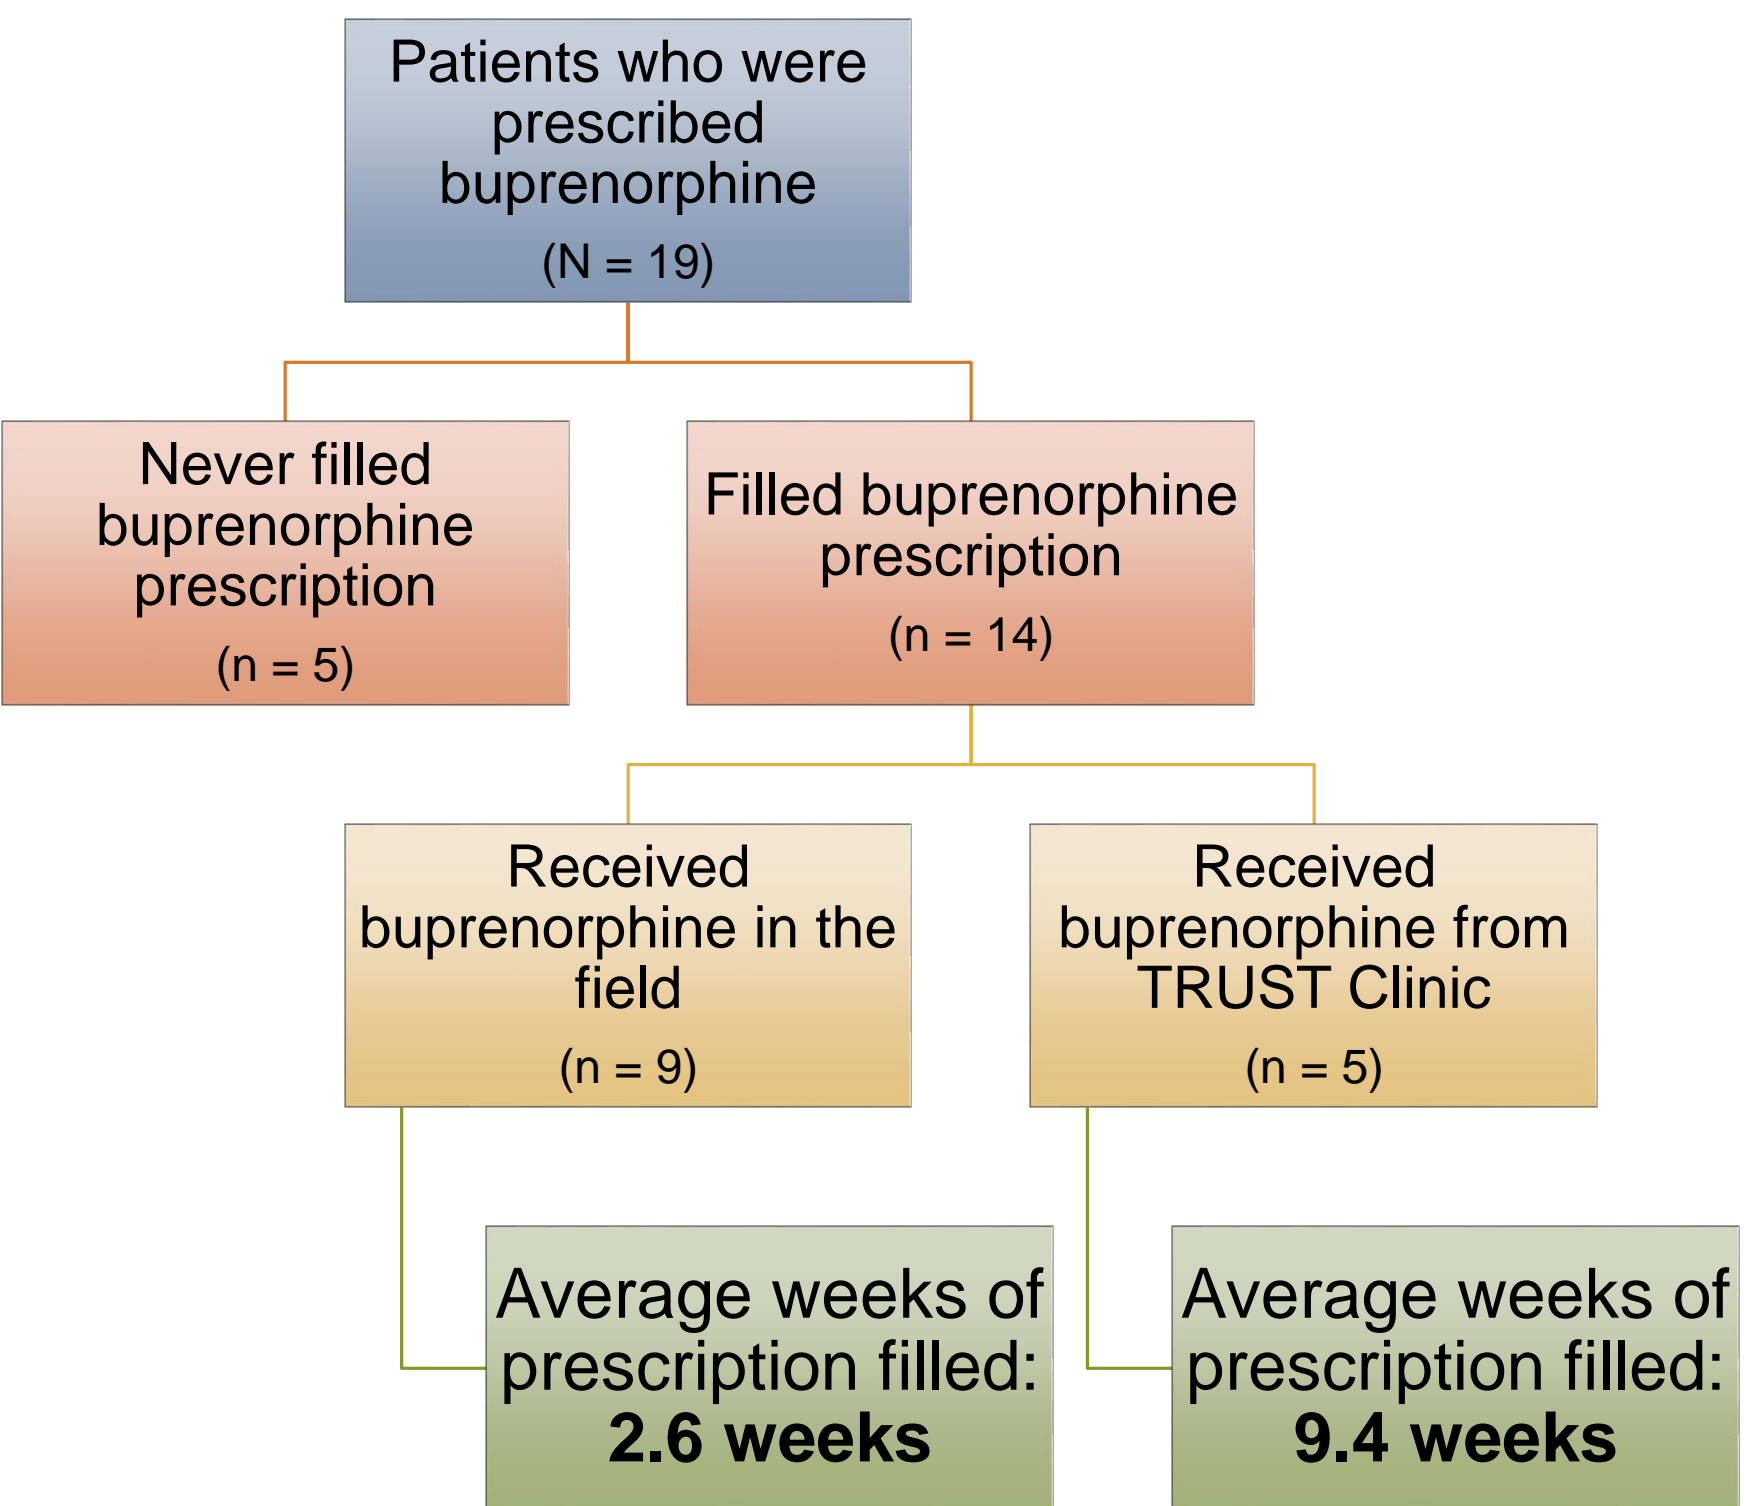 Patients who were
prescribed
buprenorphine
(N = 19)
Never filled
buprenorphine
prescription
(n = 5)
Filled buprenorphine
prescription
(n = 14)
Received
buprenorphine in the
field
(n = 9)
Received
buprenorphine from
TRUST Clinic
(n = 5)
Average weeks of
prescription filled:
2.6 weeks
Average weeks of
prescription filled:
9.4 weeks